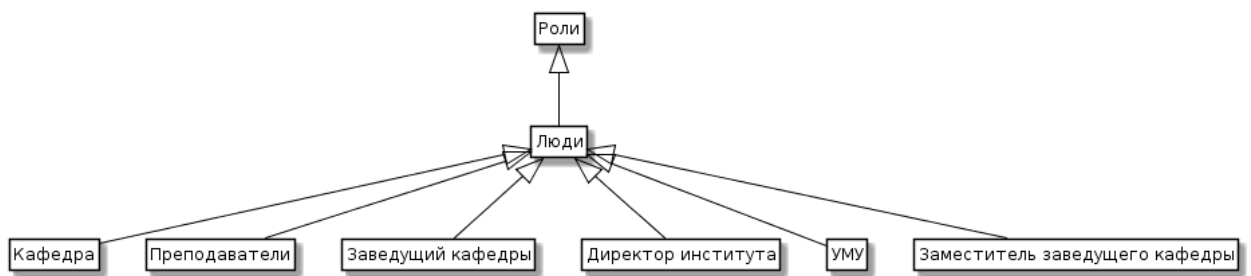 Роли
Люди
Кафедра
Преподаватели
Заведущий кафедры
Директор института
УМУ
Заместитель заведущего кафедры